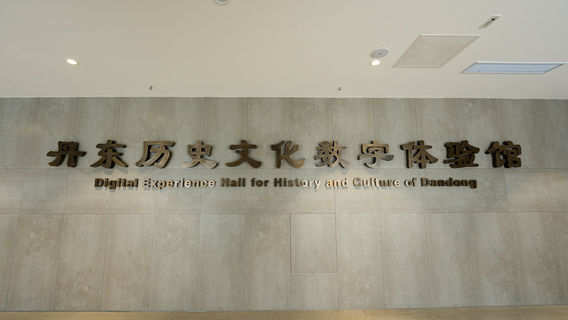 丹东历史文化数字体验馆
Digital Experience Hall for History and Culture of Dandong